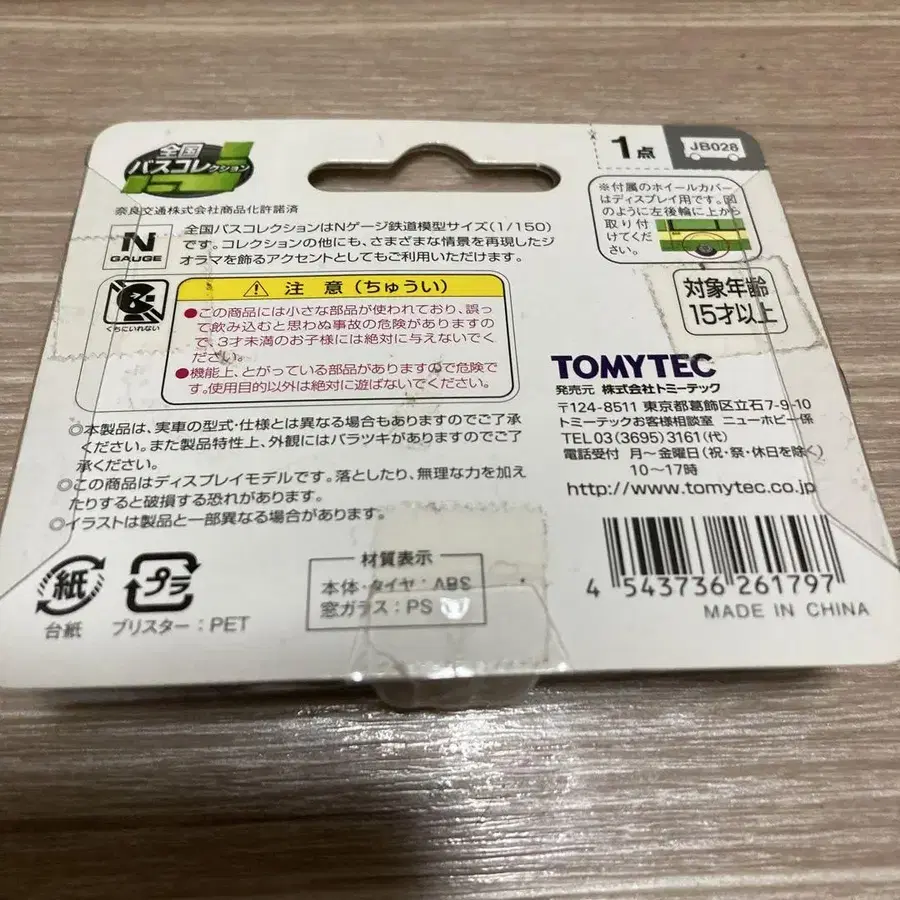 全国
バスコレクション
1点
JB028
奈良交通株式会社商品化許諾済
N
GAUGE
全国バスコレクションはNゲージ鉄道模型サイズ(1/150)
です。コレクションの他にも、さまざまな情景を再現したジ
オラマを飾るアクセントとしてもご利用いただけます。
※付属のホイールカバー
はディスプレイ用です。図
のように左後輪に上から
取り付
けてくだ
さい。
くちにいれない
⚠ 注 意 (ちゅうい)
●この商品には小さな部品が使われており、誤っ
て飲み込むと思わぬ事故の危険がありますの
で、3才未満のお子様には絶対に与えないでく
ださい。
●機能上、とがっている部品がありますので危険で
す。使用目的以外は絶対に遊ばないでください。
対象年齢
15才以上
◎本製品は、実車の型式・仕様とは異なる場合もありますのでご了承
ください。また製品特性上、外観にはバラツキがありますのでご了
承ください。
◎この商品はディスプレイモデルです。落としたり、無理な力を加え
たりすると破損する恐れがあります。
◎イラストは製品と一部異なる場合があります。
TOMYTEC
発売元 株式会社トミーテック
〒124-8511 東京都葛飾区立石7-9-10
トミーテックお客様相談室 ニューホビー係
TEL 03(3695)3161(代)
電話受付 月〜金曜日(祝・祭・休日を除く)
10〜17時
http://www.tomytec.co.jp
紙
台紙
プラ
ブリスター：PET
材質表示
本体・タイヤ：ABS
窓ガラス：PS
4 543736 261797
MADE IN CHINA